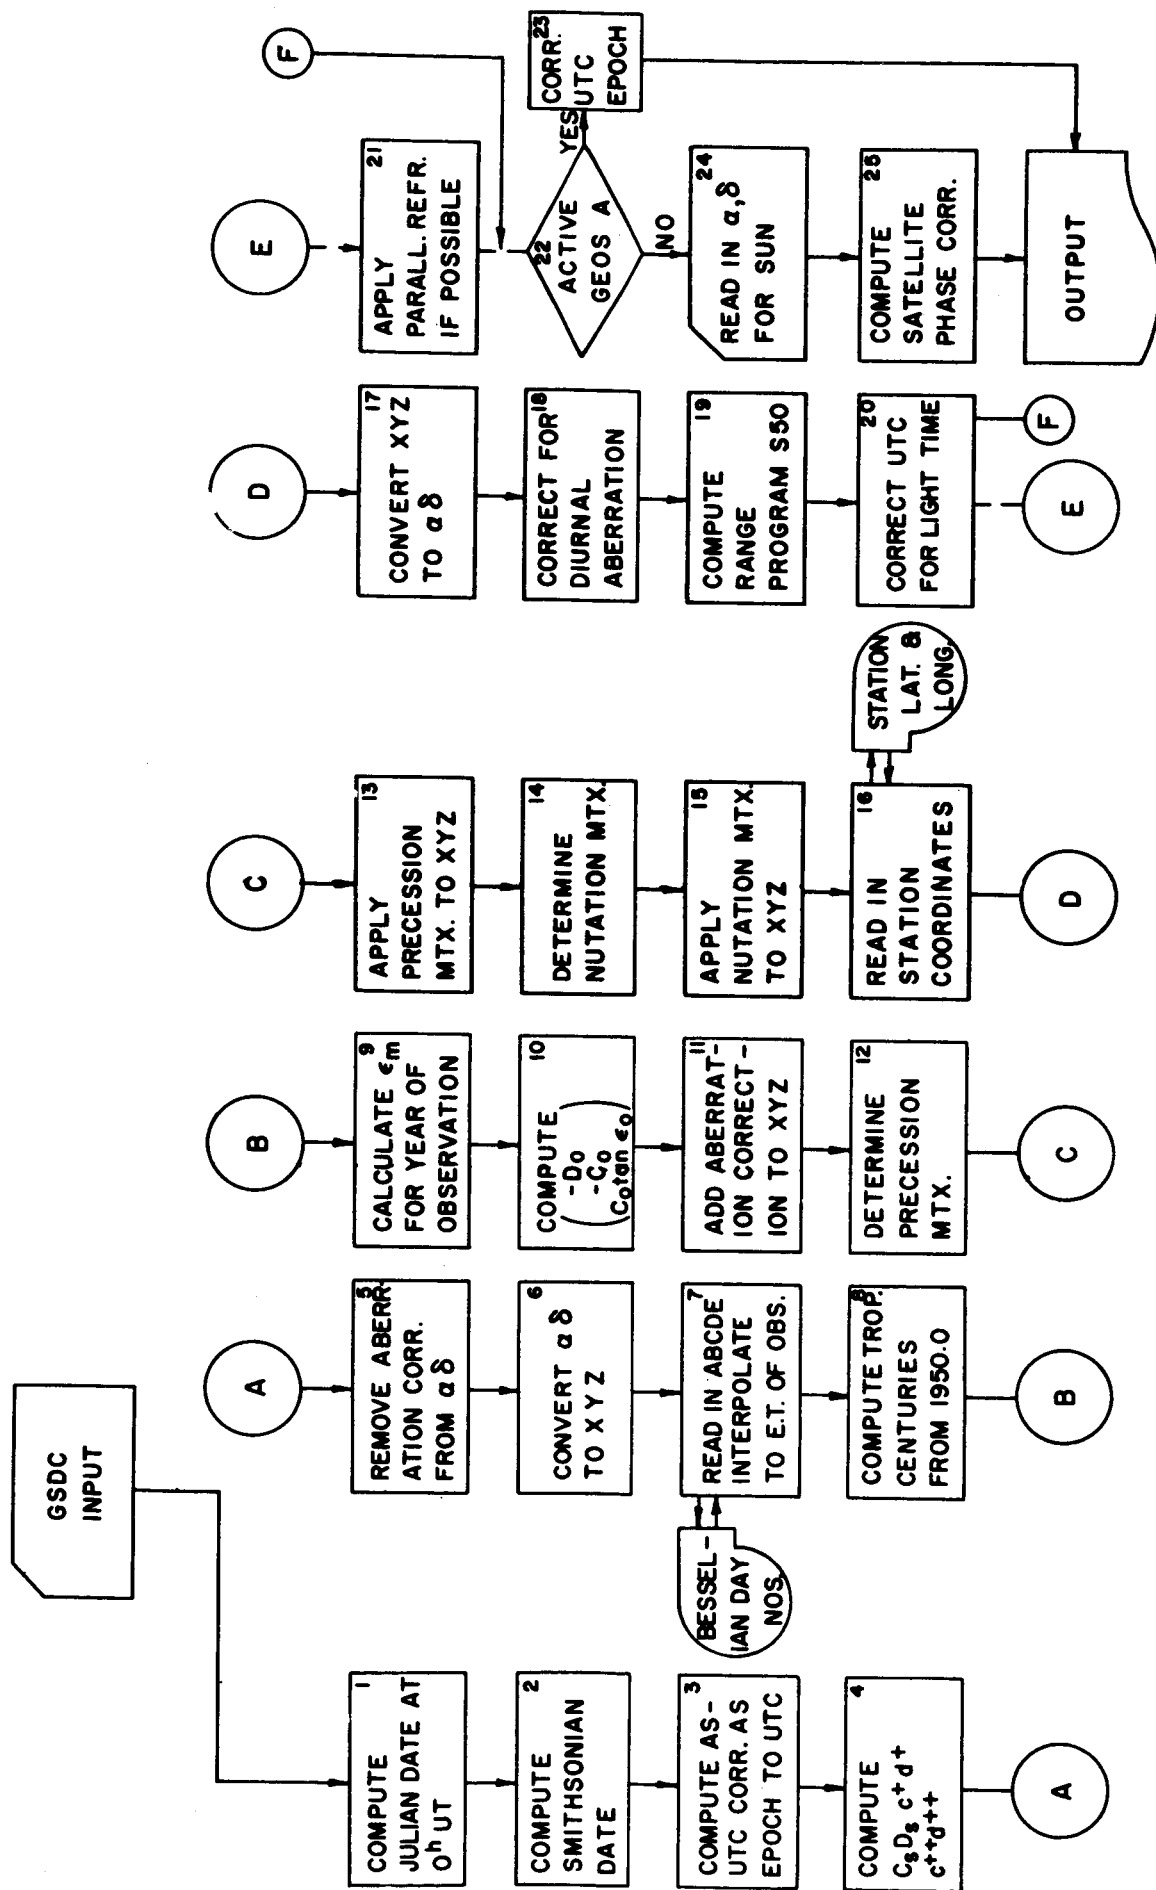 GSDC
INPUT
1
COMPUTE
JULIAN DATE AT
0ʰ UT
2
COMPUTE
SMITHSONIAN
DATE
3
COMPUTE AS-
UTC CORR. AS
EPOCH TO UTC
4
COMPUTE
CₛDₛ c⁺d⁺
c⁺⁺d⁺⁺
A
A
5
REMOVE ABERR-
ATION CORR.
FROM αδ
6
CONVERT αδ
TO XYZ
BESSEL-
IAN DAY
NOS.
7
READ IN ABCDE
INTERPOLATE
TO E.T. OF OBS.
8
COMPUTE TROP.
CENTURIES
FROM 1950.0
B
B
9
CALCULATE ϵm
FOR YEAR OF
OBSERVATION
10
COMPUTE
-D₀
-C₀
C₀tan ϵ₀
11
ADD ABERRAT-
ION CORRECT-
ION TO XYZ
12
DETERMINE
PRECESSION
MTX.
C
C
13
APPLY
PRECESSION
MTX. TO XYZ
14
DETERMINE
NUTATION MTX.
15
APPLY
NUTATION MTX.
TO XYZ
16
READ IN
STATION
COORDINATES
STATION
LAT. &
LONG.
D
D
17
CONVERT XYZ
TO αδ
18
CORRECT FOR
DIURNAL
ABERRATION
19
COMPUTE
RANGE
PROGRAM S50
20
CORRECT UTC
FOR LIGHT TIME
E
F
E
21
APPLY
PARALL. REFR.
IF POSSIBLE
F
22
ACTIVE
GEOS A
YES
23
CORR.
UTC
EPOCH
NO
24
READ IN α,δ
FOR SUN
25
COMPUTE
SATELLITE
PHASE CORR.
OUTPUT